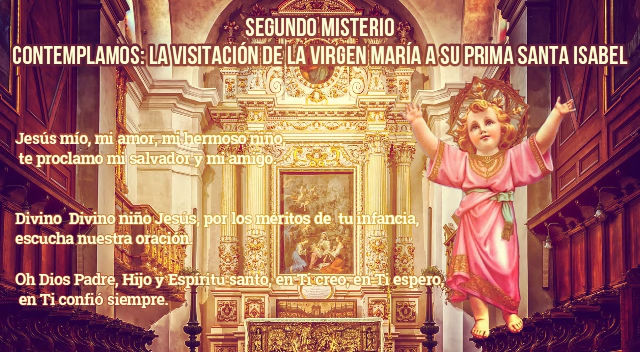 SEGUNDO MISTERIO
CONTEMPLAMOS: LA VISITACIÓN DE LA VIRGEN MARÍA A SU PRIMA SANTA ISABEL
Jesús mío, mi amor, mi hermoso niño,
te proclamo mi salvador y mi amigo.
Divino Divino niño Jesús, por los méritos de tu infancia,
escucha nuestra oración.
Oh Dios Padre, Hijo y Espíritu santo, en Ti creo, en Ti espero,
en Ti confió siempre.